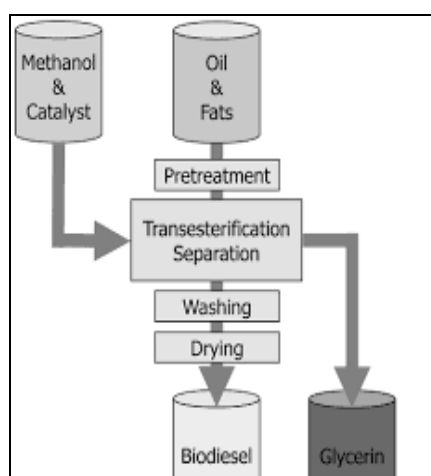 Methanol
&
Catalyst
Oil
&
Fats
Pretreatment
Transesterification
Separation
Washing
Drying
Biodiesel
Glycerin